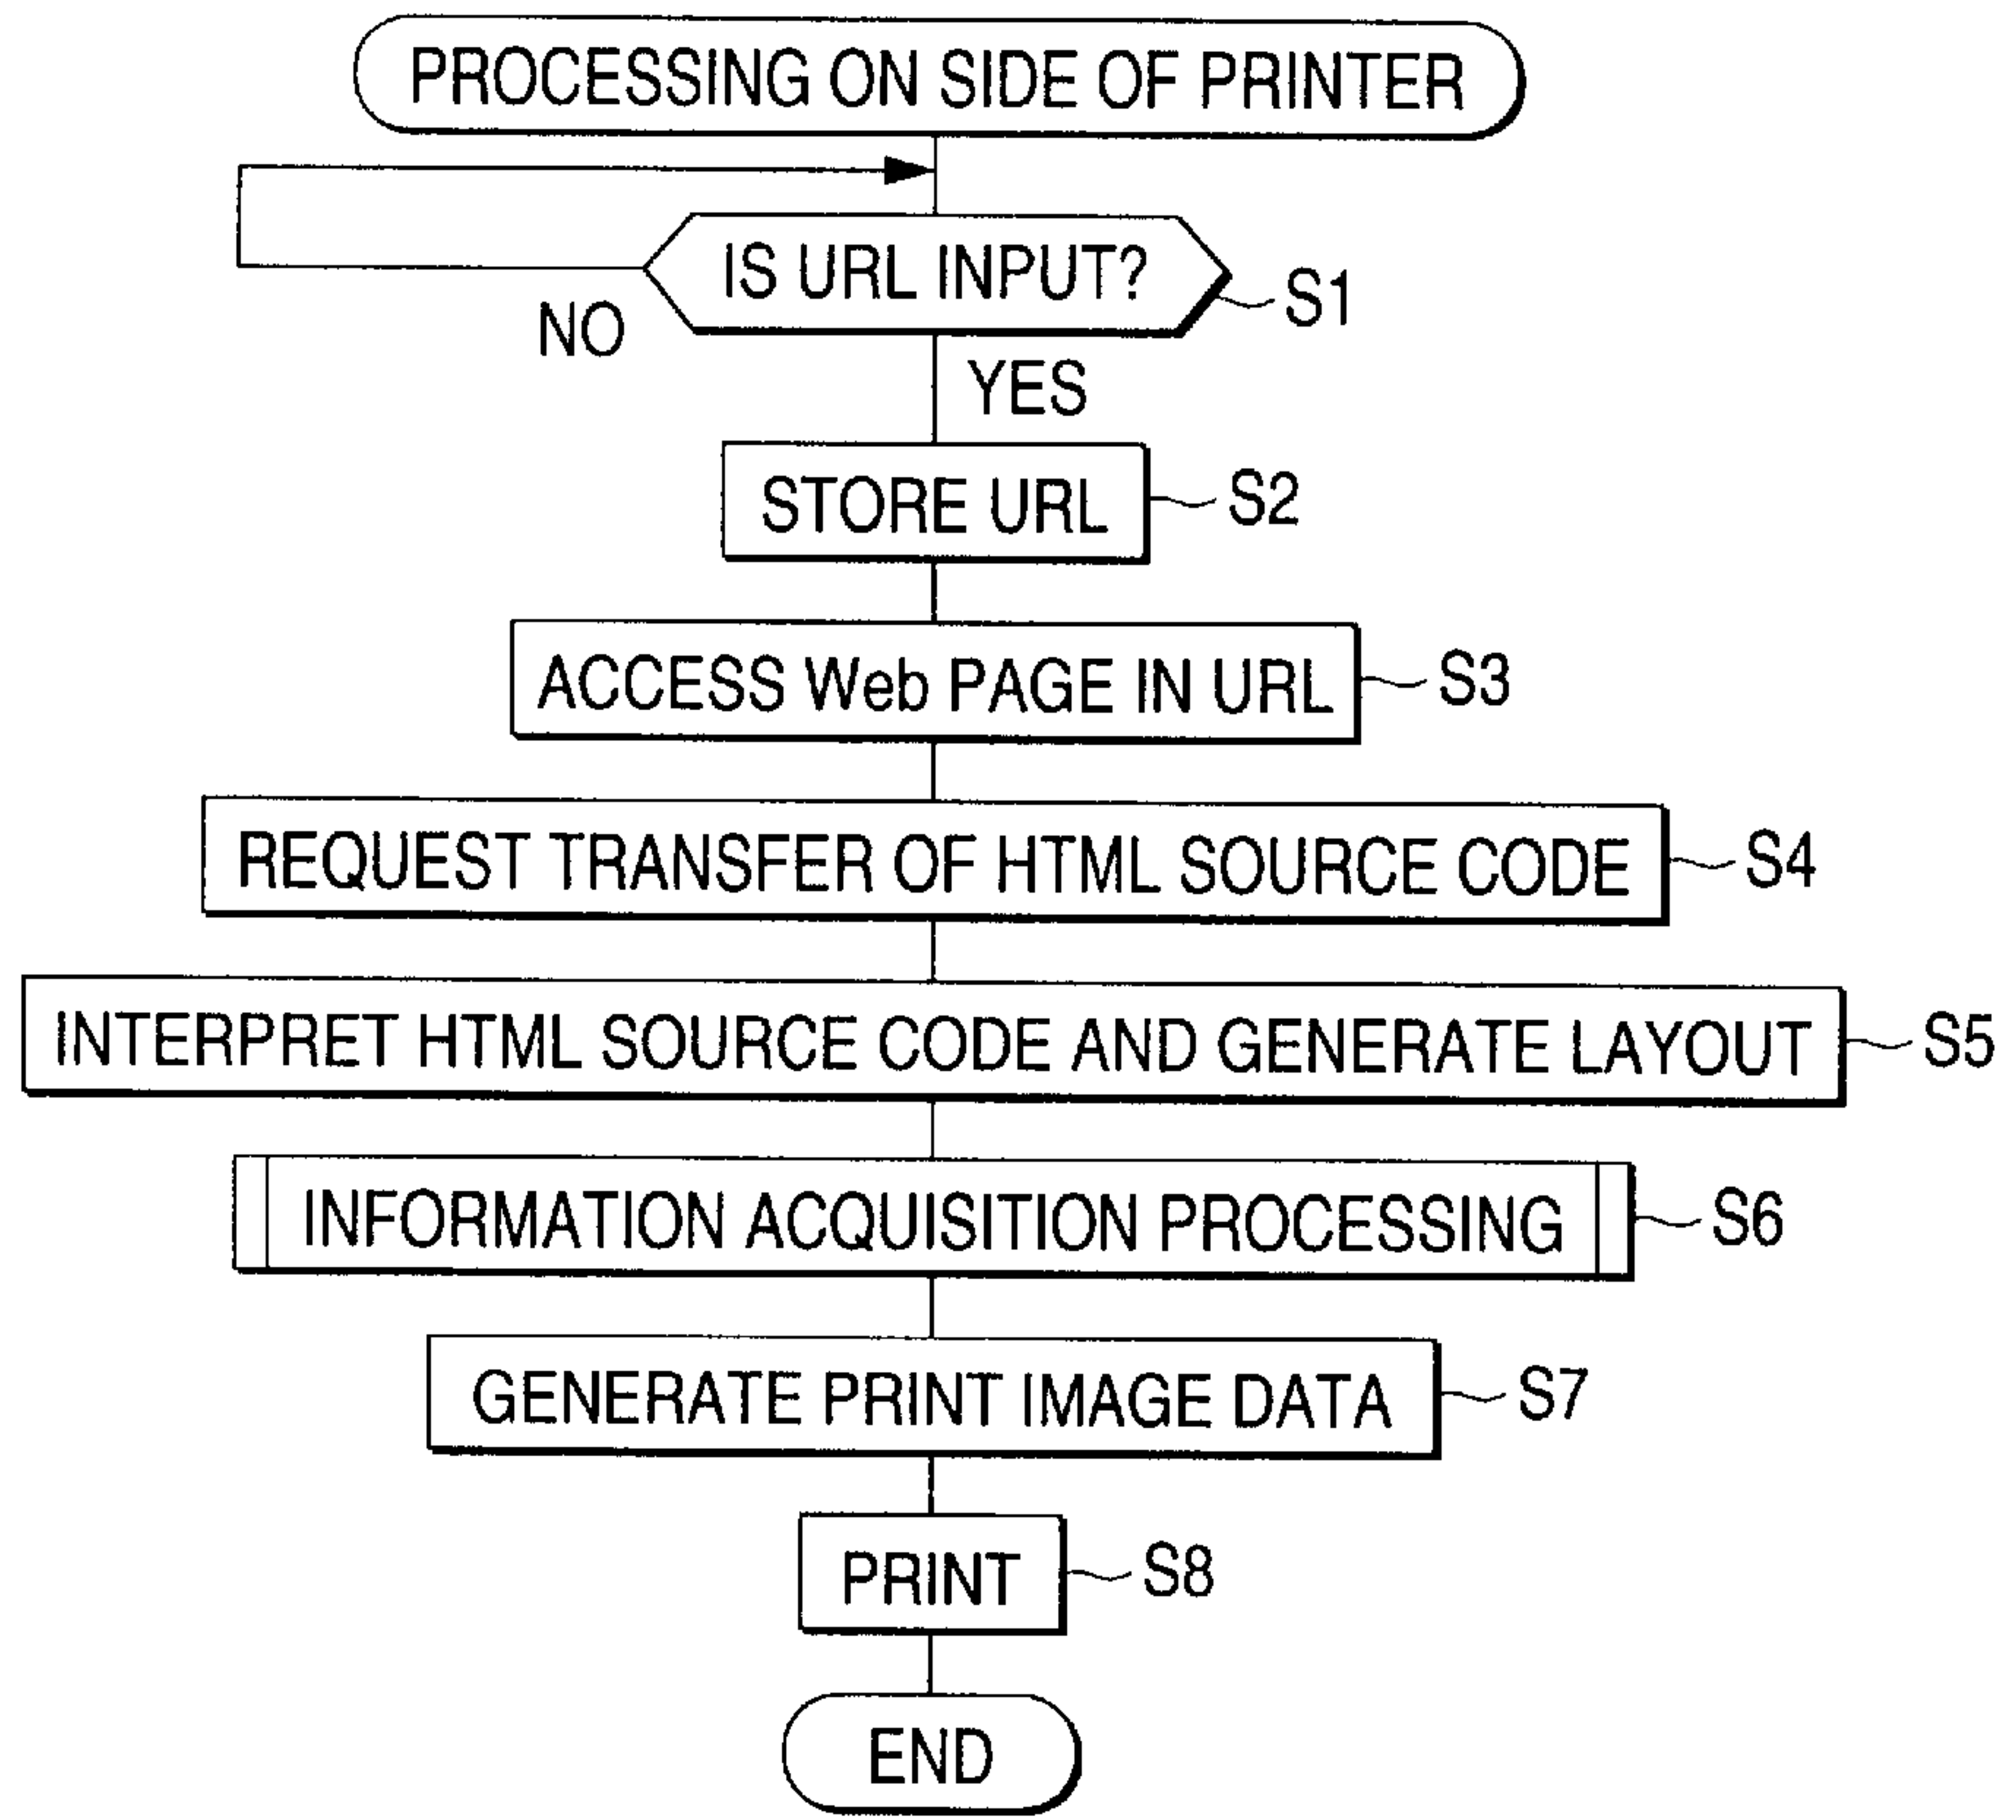 PROCESSING ON SIDE OF PRINTER
IS URL INPUT?
S1
NO
YES
STORE URL
S2
ACCESS Web PAGE IN URL
S3
REQUEST TRANSFER OF HTML SOURCE CODE
S4
INTERPRET HTML SOURCE CODE AND GENERATE LAYOUT
S5
INFORMATION ACQUISITION PROCESSING
S6
GENERATE PRINT IMAGE DATA
S7
PRINT
S8
END